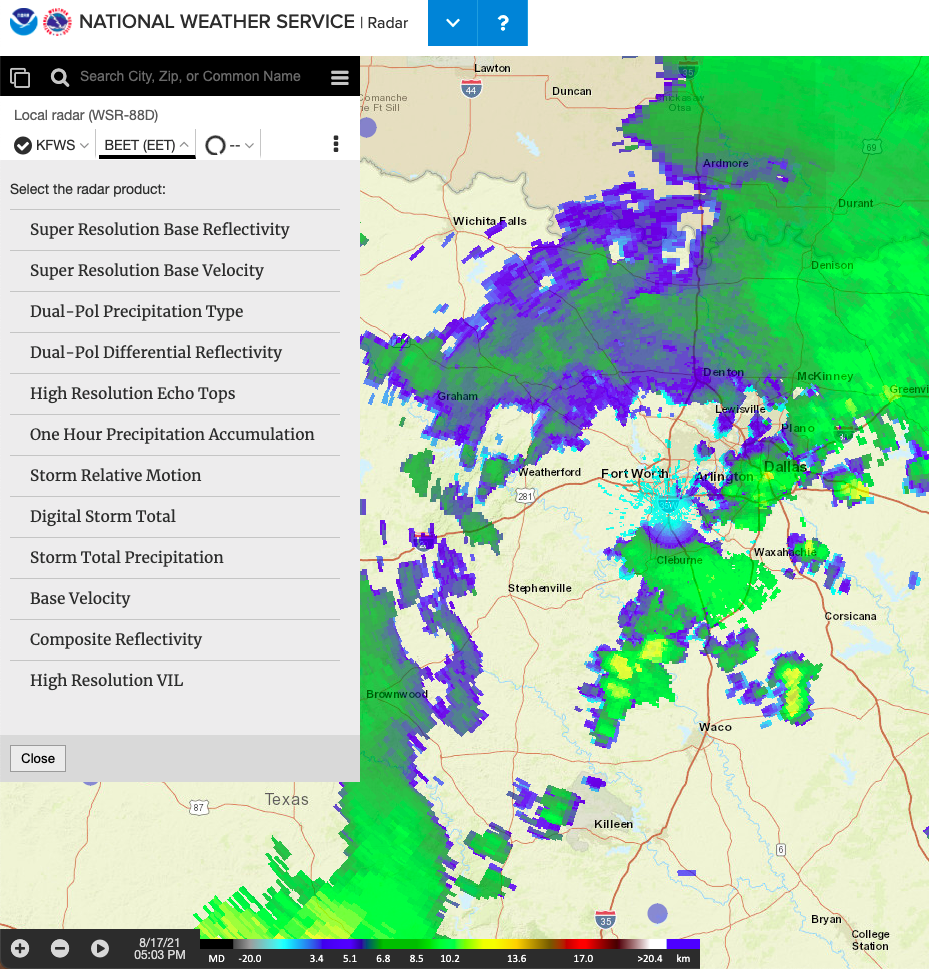 NATIONAL WEATHER SERVICE | Radar
?
Search City, Zip, or Common Name
Local radar (WSR-88D)
KFWS
BEET (EET)
--
Select the radar product:
Super Resolution Base Reflectivity
Super Resolution Base Velocity
Dual-Pol Precipitation Type
Dual-Pol Differential Reflectivity
High Resolution Echo Tops
One Hour Precipitation Accumulation
Storm Relative Motion
Digital Storm Total
Storm Total Precipitation
Base Velocity
Composite Reflectivity
High Resolution VIL
Close
Lawton
44
35
Duncan
Ardmore
69
Durant
Wichita Falls
Denison
Denton
McKinney
Greenvi
Graham
Lewisville
Plano
Weatherford
Fort Worth
Arlington
Dallas
281
Cleburne
Waxahachie
Stephenville
Corsicana
Brownwood
Waco
Texas
87
Killeen
6
35
Bryan
College
Station
8/17/21
05:03 PM
MD -20.0 3.4 5.1 6.8 8.5 10.2 13.6 17.0 >20.4 km